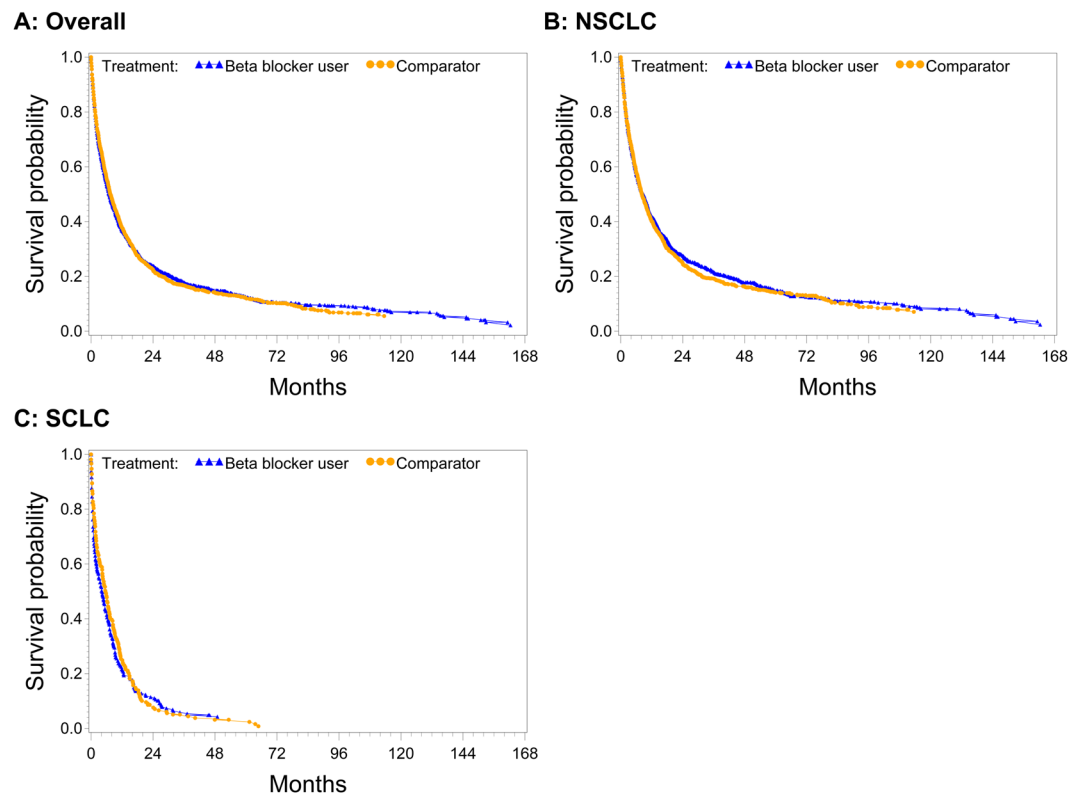 A: Overall
Treatment: Beta blocker user Comparator
Survival probability
1.0
0.8
0.6
0.4
0.2
0.0
0 24 48 72 96 120 144 168
Months
B: NSCLC
Treatment: Beta blocker user Comparator
Survival probability
1.0
0.8
0.6
0.4
0.2
0.0
0 24 48 72 96 120 144 168
Months
C: SCLC
Treatment: Beta blocker user Comparator
Survival probability
1.0
0.8
0.6
0.4
0.2
0.0
0 24 48 72 96 120 144 168
Months